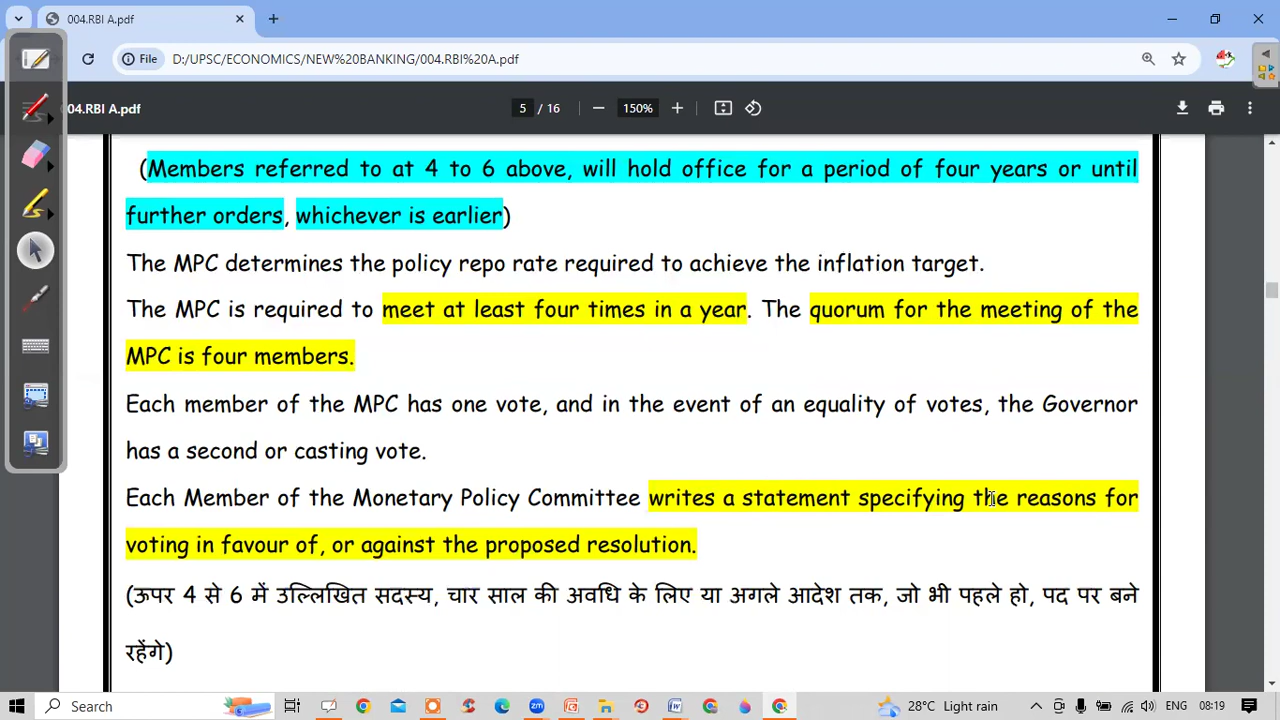 004.RBI A.pdf
File D:/UPSC/ECONOMICS/NEW%20BANKING/004.RBI%20A.pdf
004.RBI A.pdf 5 / 16 150%
(Members referred to at 4 to 6 above, will hold office for a period of four years or until
further orders, whichever is earlier)
The MPC determines the policy repo rate required to achieve the inflation target.
The MPC is required to meet at least four times in a year. The quorum for the meeting of the
MPC is four members.
Each member of the MPC has one vote, and in the event of an equality of votes, the Governor
has a second or casting vote.
Each Member of the Monetary Policy Committee writes a statement specifying the reasons for
voting in favour of, or against the proposed resolution.
(ऊपर 4 से 6 में उल्लिखित सदस्य, चार साल की अवधि के लिए या अगले आदेश तक, जो भी पहले हो, पद पर बने
रहेंगे)
Search 28°C Light rain ENG 08:19